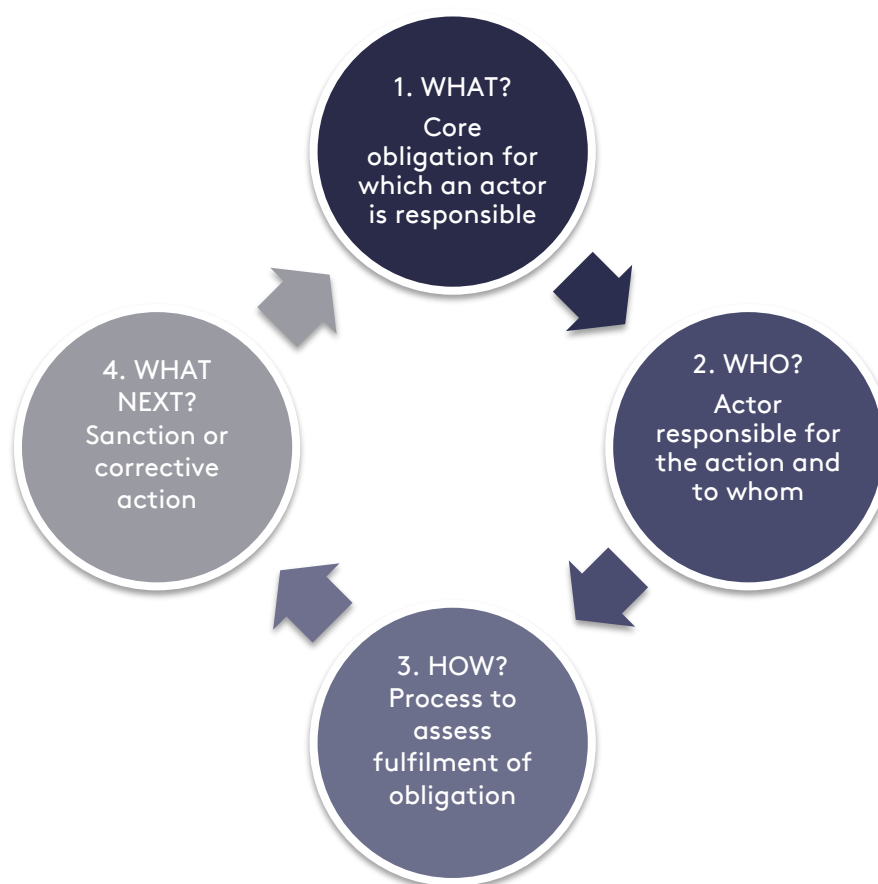 1. WHAT?
Core
obligation for
which an actor
is responsible
2. WHO?
Actor
responsible for
the action and
to whom
3. HOW?
Process to
assess
fulfilment of
obligation
4. WHAT
NEXT?
Sanction or
corrective
action